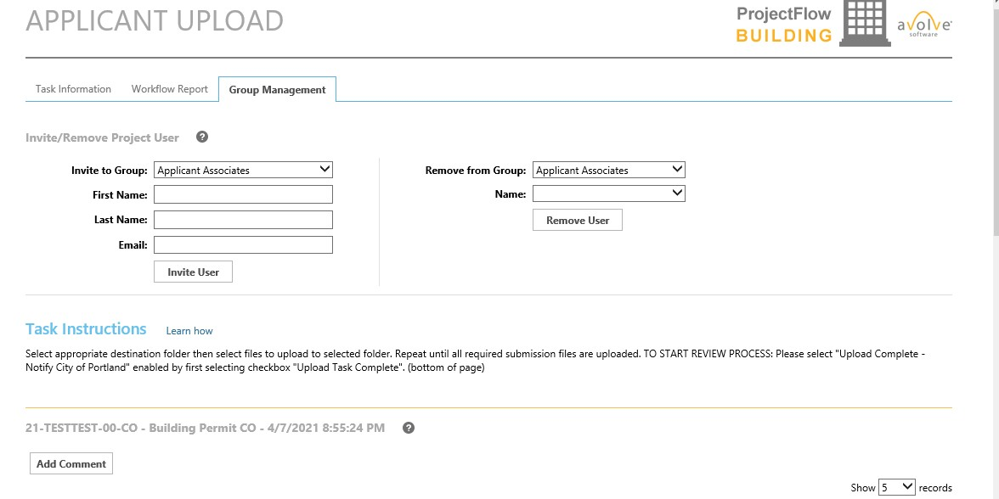 APPLICANT UPLOAD
ProjectFlow
BUILDING
avolve
software
Task Information Workflow Report Group Management
Invite/Remove Project User ?
Invite to Group: Applicant Associates
First Name:
Last Name:
Email:
Invite User
Remove from Group: Applicant Associates
Name:
Remove User
Task Instructions Learn how
Select appropriate destination folder then select files to upload to selected folder. Repeat until all required submission files are uploaded. TO START REVIEW PROCESS: Please select "Upload Complete -
Notify City of Portland" enabled by first selecting checkbox "Upload Task Complete". (bottom of page)
21-TESTTEST-00-CO - Building Permit CO - 4/7/2021 8:55:24 PM ?
Add Comment
Show 5 records